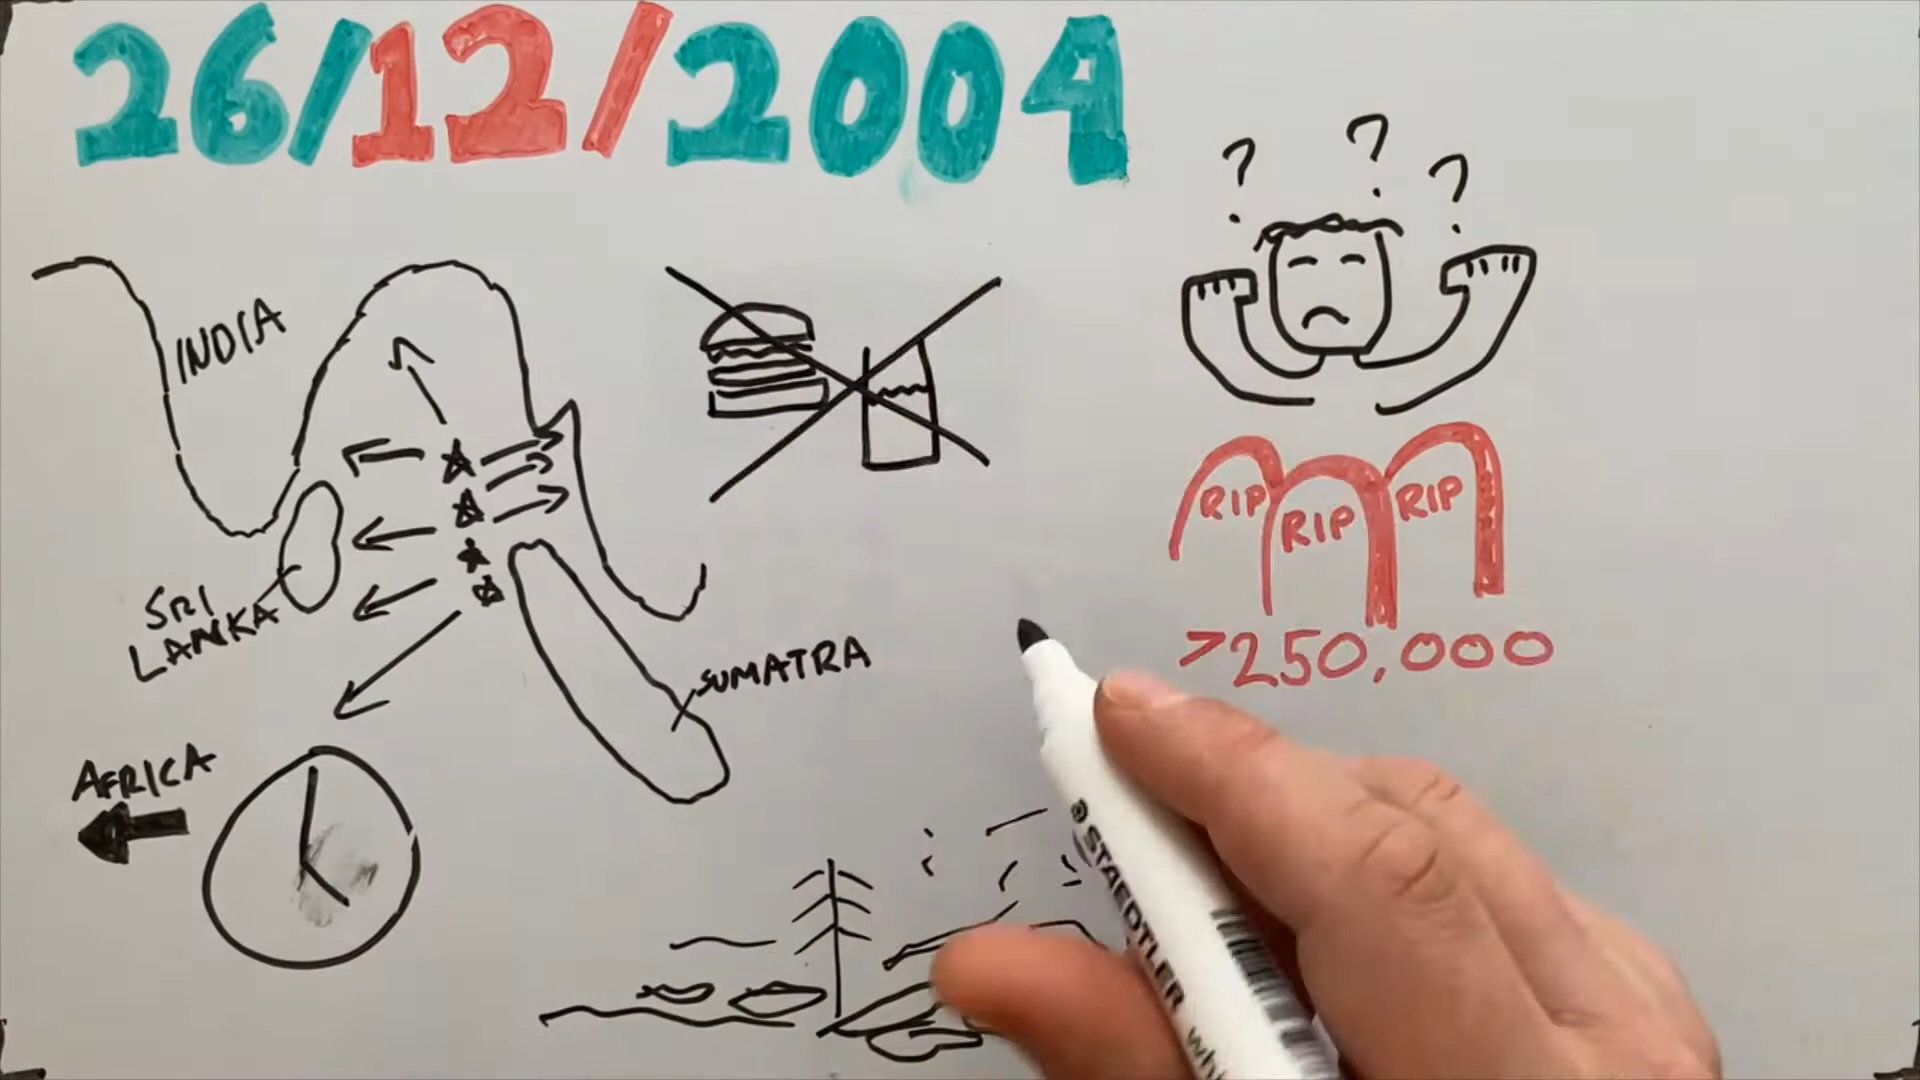 26/12/2004
? ? ?
INDIA
RIP RIP RIP
SRI
LANKA
SUMATRA
>250,000
AFRICA
STAEDTLER